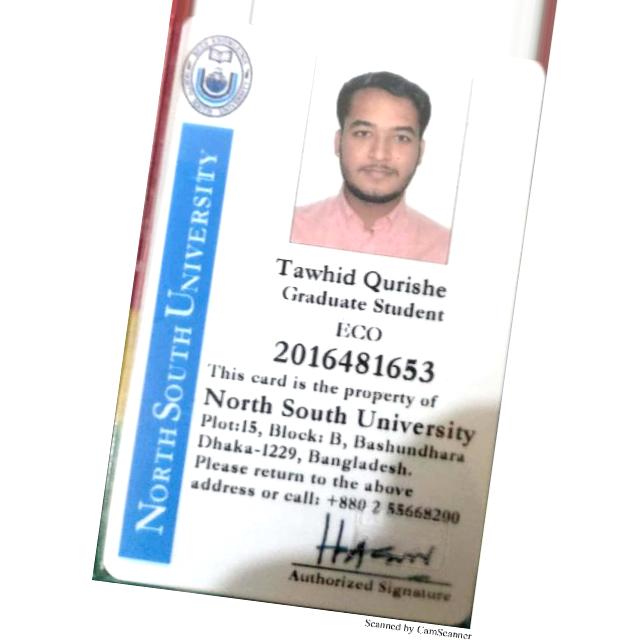 NORTH SOUTH UNIVERSITY
Tawhid Qurishe
Graduate Student
ECO
2016481653
This card is the property of
North South University
Plot:15, Block: B, Bashundhara
Dhaka-1229, Bangladesh.
Please return to the above
address or call: +880 2 55668200
Authorized Signature
Scanned by CamScanner